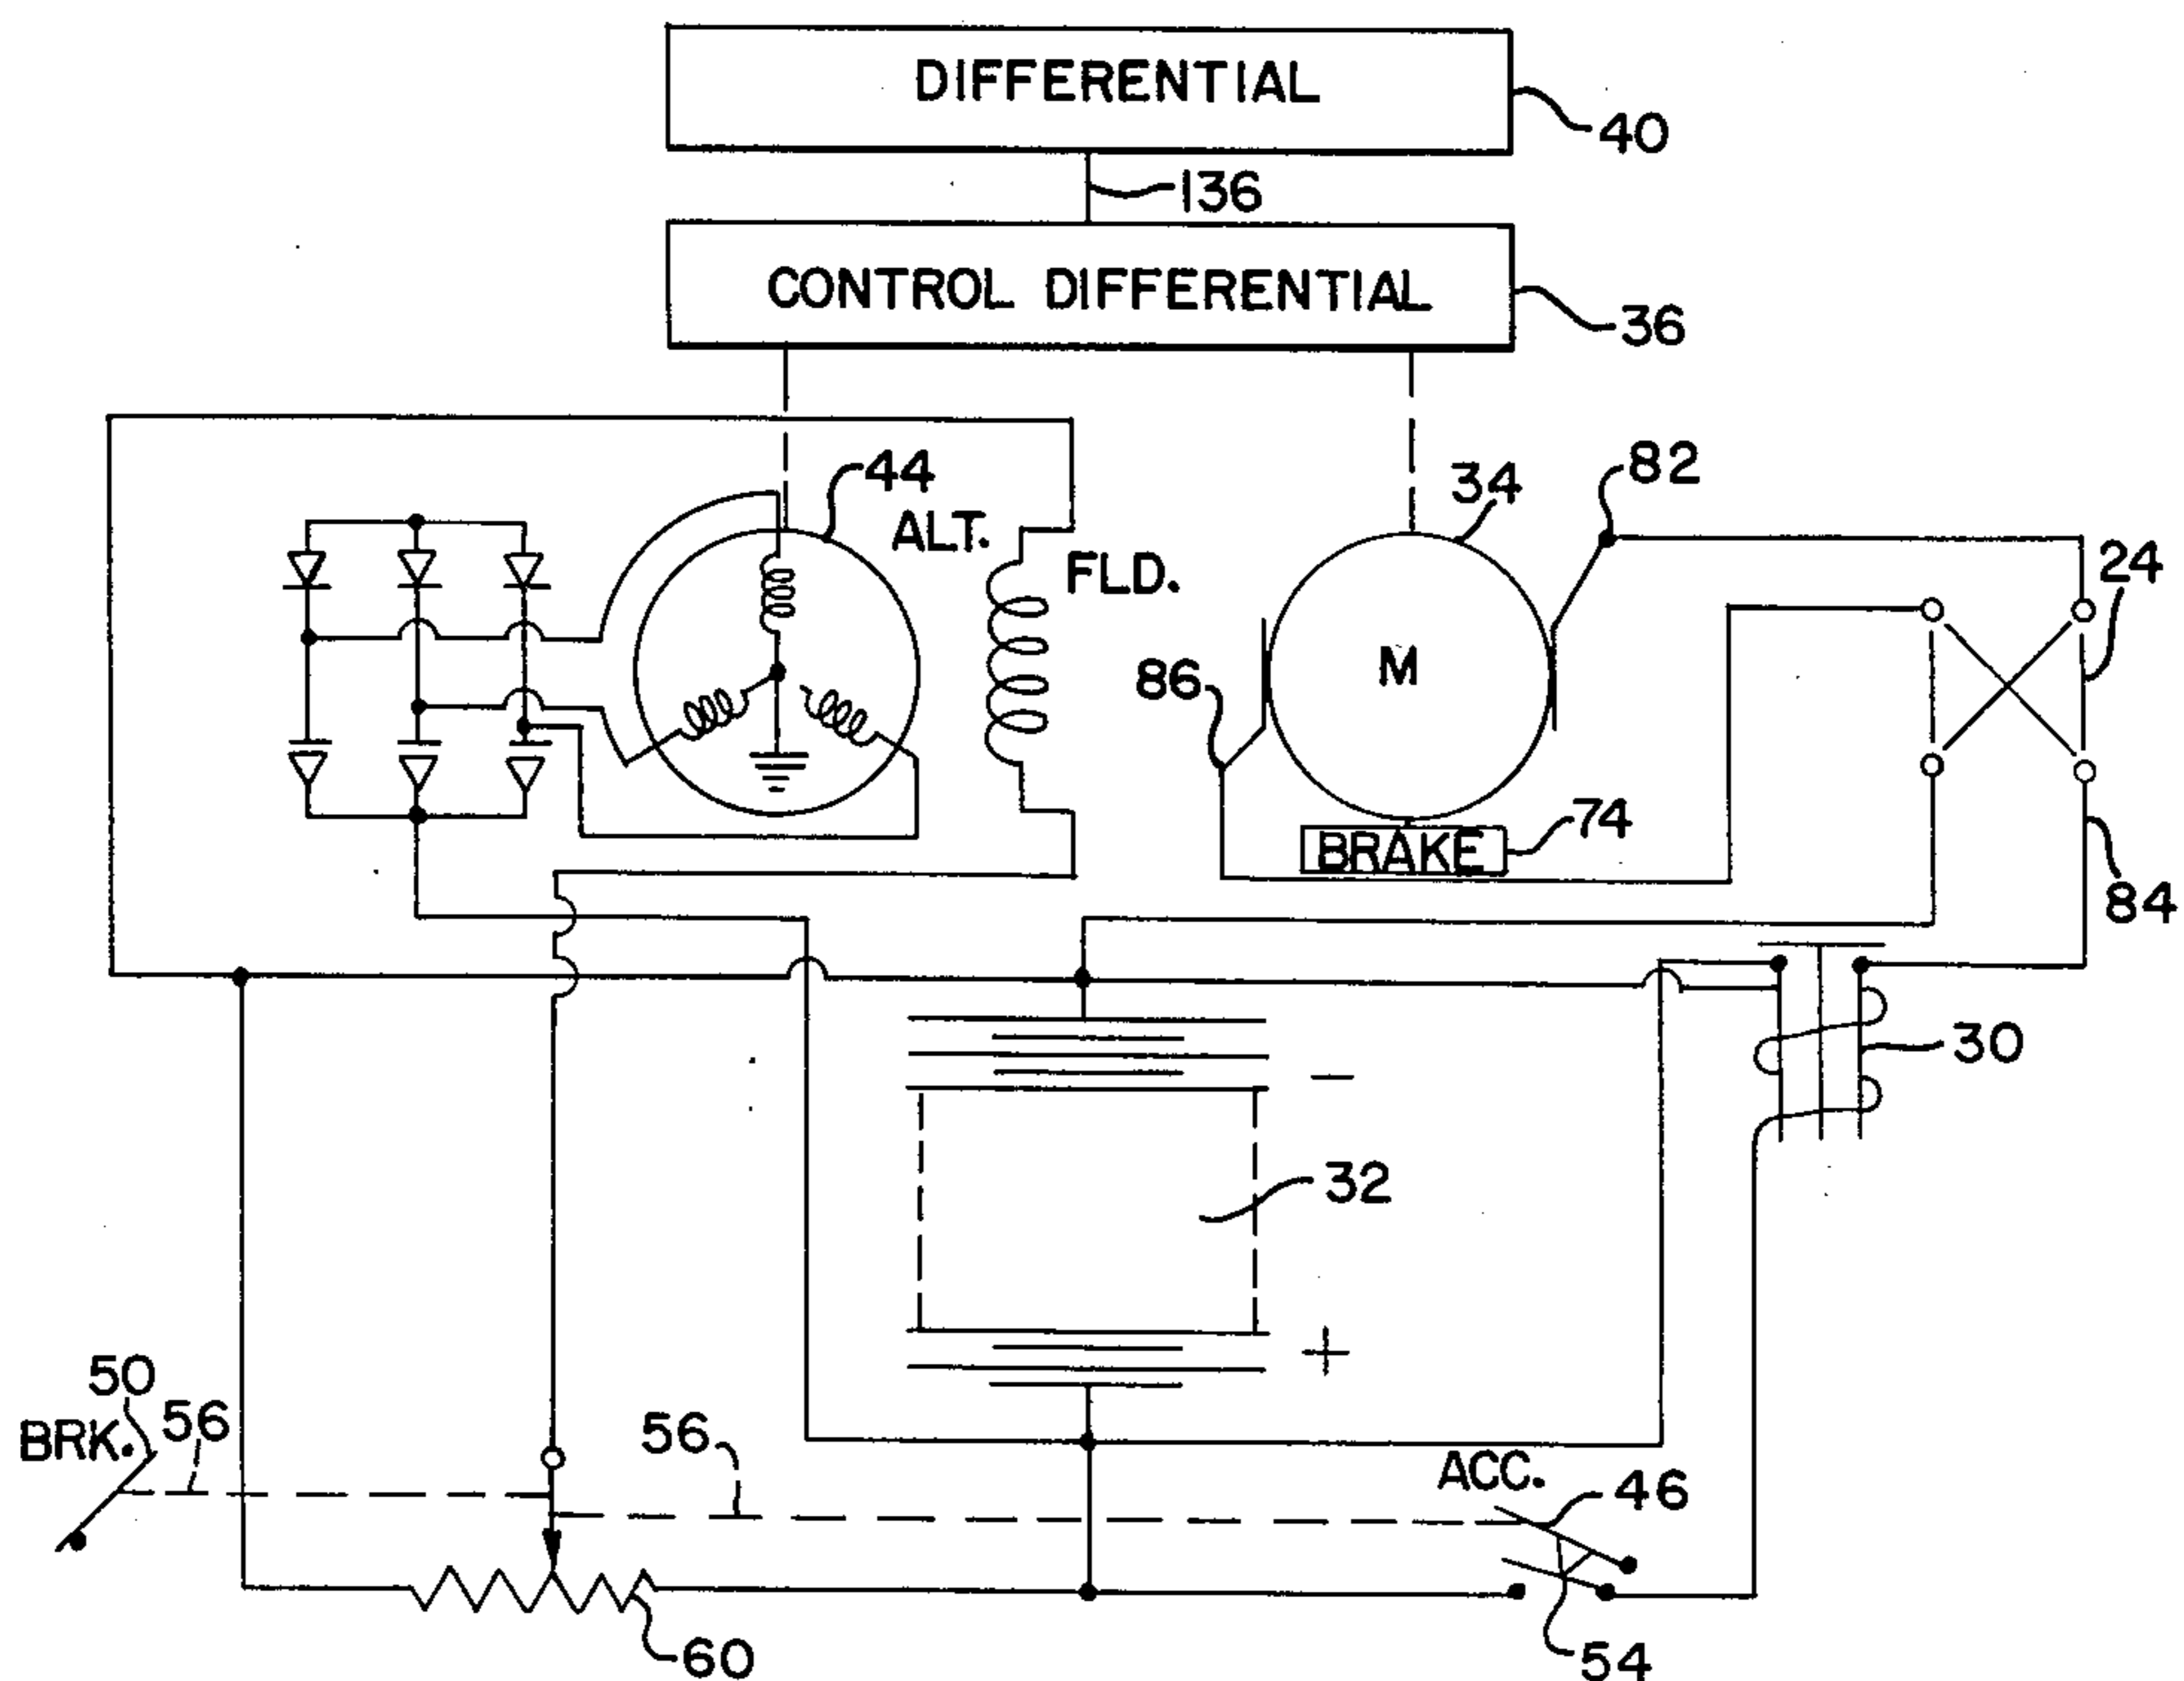 DIFFERENTIAL
40
136
CONTROL DIFFERENTIAL
36
44
ALT.
FLD.
34
82
24
M
86
BRAKE
74
84
30
−
32
+
50
BRK.
56
56
ACC.
46
60
54